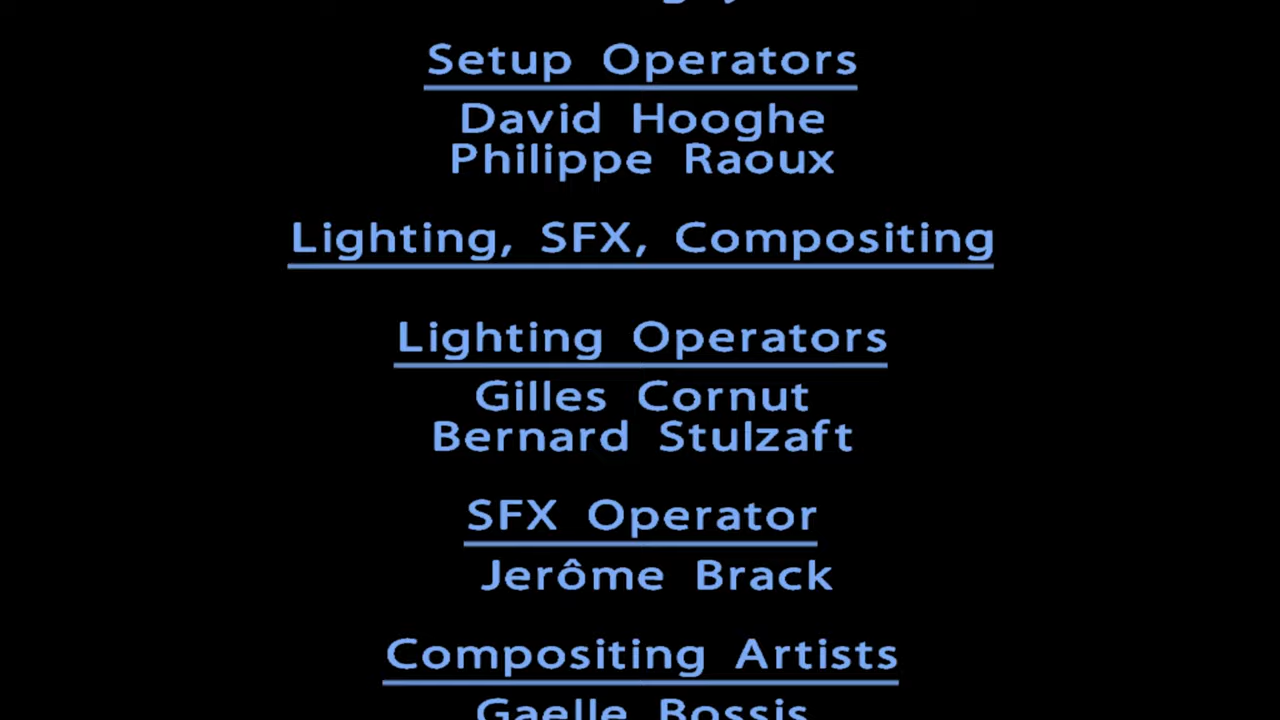 Setup Operators
David Hooghe
Philippe Raoux
Lighting, SFX, Compositing
Lighting Operators
Gilles Cornut
Bernard Stulzaft
SFX Operator
Jerôme Brack
Compositing Artists
Gaelle Bossis